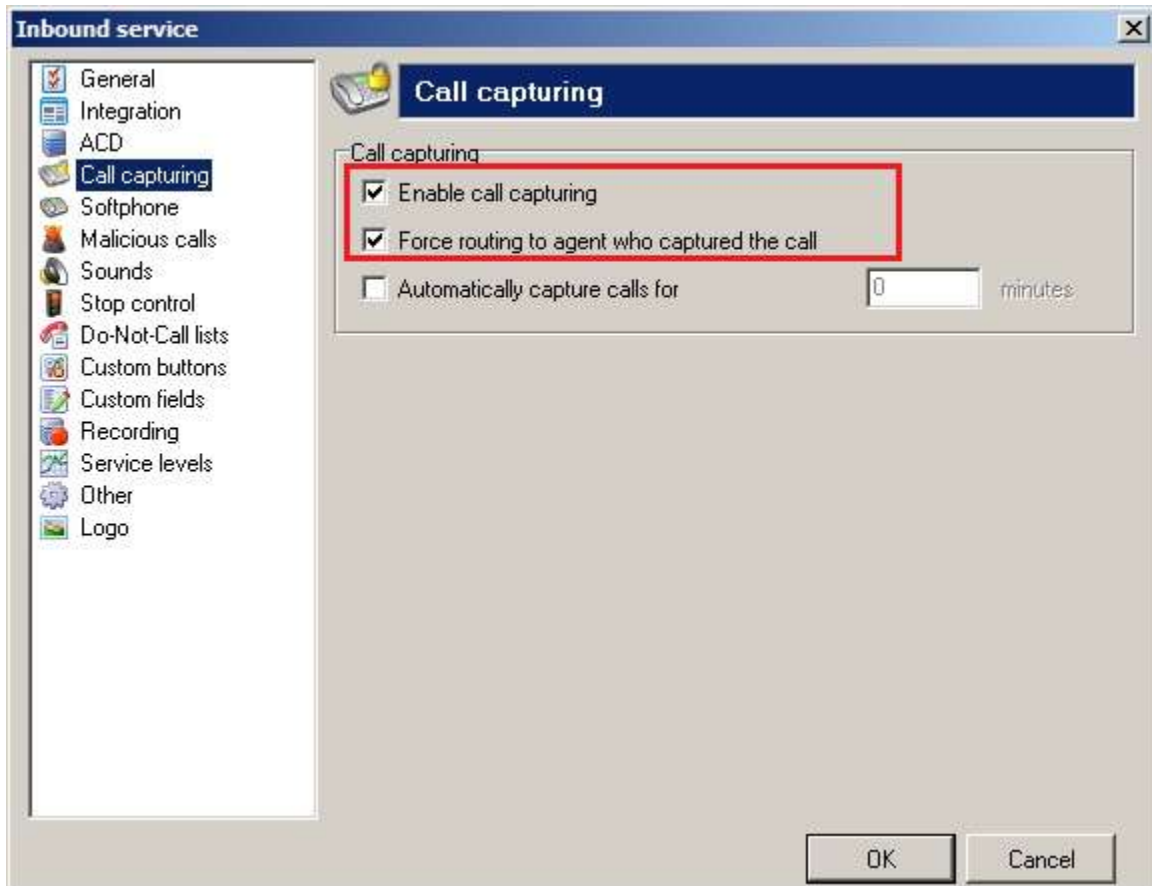 Inbound service
General
Integration
ACD
Call capturing
Softphone
Malicious calls
Sounds
Stop control
Do-Not-Call lists
Custom buttons
Custom fields
Recording
Service levels
Other
Logo
Call capturing
Call capturing
Enable call capturing
Force routing to agent who captured the call
Automatically capture calls for 0 minutes
OK Cancel